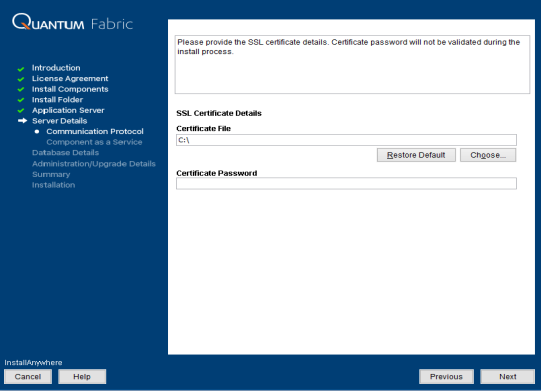 QUANTUM Fabric
Please provide the SSL certificate details. Certificate password will not be validated during the
install process.
Introduction
License Agreement
Install Components
Install Folder
Application Server
Server Details
Communication Protocol
Component as a Service
Database Details
Administration/Upgrade Details
Summary
Installation
SSL Certificate Details
Certificate File
C:\
Restore Default
Choose...
Certificate Password
InstallAnywhere
Cancel
Help
Previous
Next